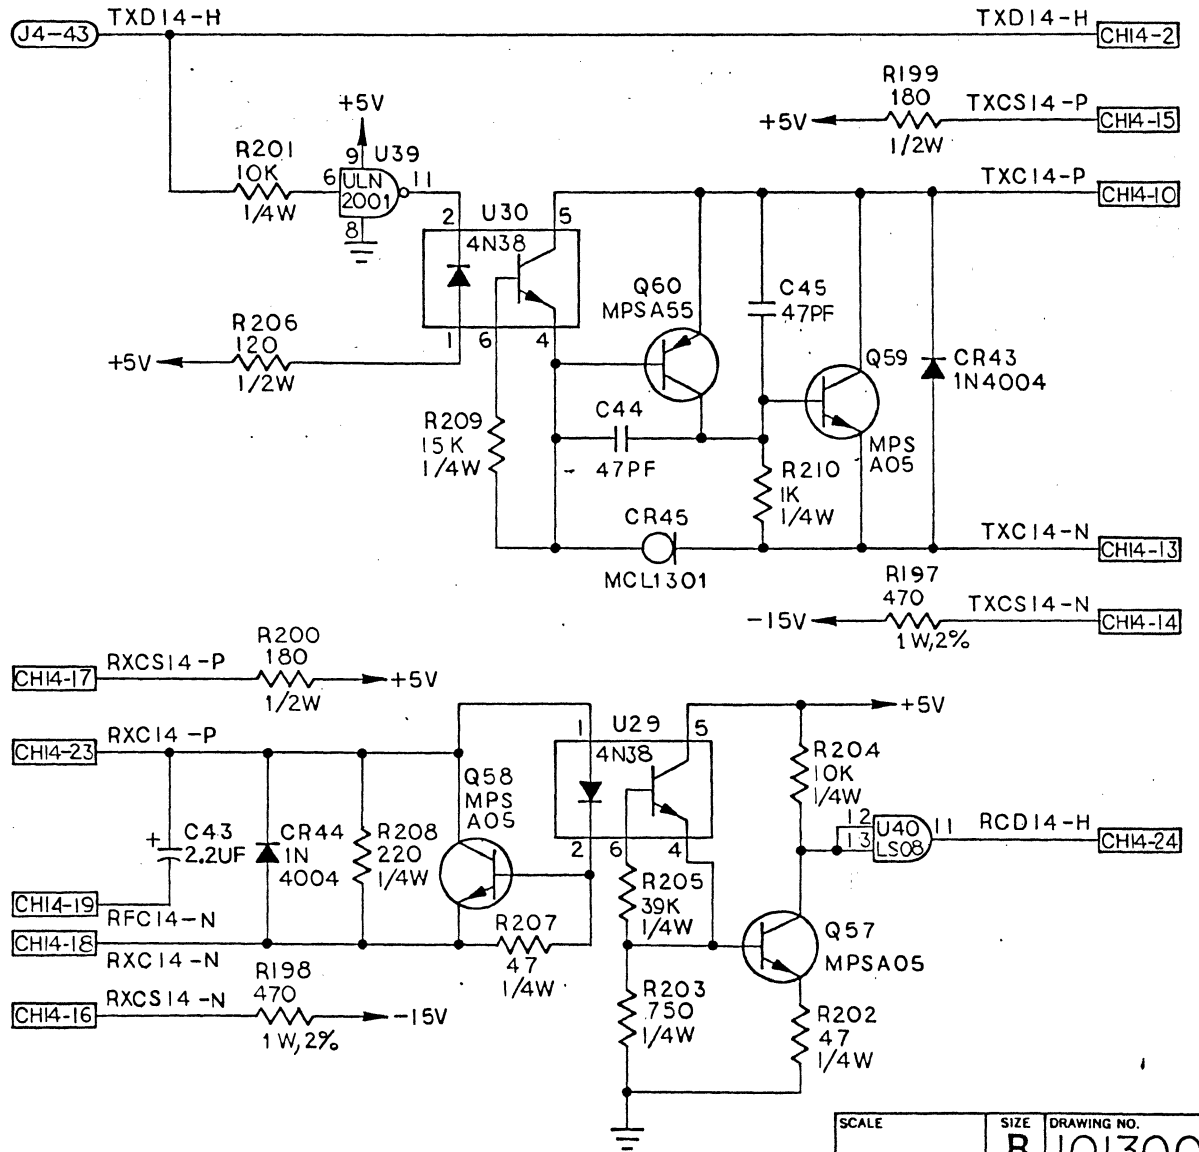 TXD14-H
TXD14-H
J4-43
CH14-2
R199
180
TXCS14-P
+5V
1/2W
CH14-15
+5V
9
U39
R201
10K
1/4W
6
ULN
2001
11
8
TXC14-P
CH14-10
2
U30
5
4N38
1
6
4
Q60
MPSA55
C45
47PF
R206
120
+5V
1/2W
Q59
CR43
1N4004
R209
15K
1/4W
C44
47PF
MPS
A05
R210
1K
1/4W
CR45
MCL1301
TXC14-N
CH14-13
R197
470
TXCS14-N
-15V
1W,2%
CH14-14
R200
180
RXCS14-P
CH14-17
+5V
1/2W
RXC14-P
CH14-23
1
U29
5
+5V
4N38
Q58
MPS
A05
R204
10K
1/4W
+
C43
2.2UF
CR44
1N
4004
R208
220
1/4W
2
6
4
12
13
U40
LS08
11
RCD14-H
CH14-24
R205
39K
1/4W
CH14-19
RFC14-N
CH14-18
RXC14-N
R207
47
1/4W
Q57
MPSA05
R198
470
RXCS14-N
CH14-16
-15V
1W,2%
R203
750
1/4W
R202
47
1/4W
SCALE
SIZE
B
DRAWING NO.